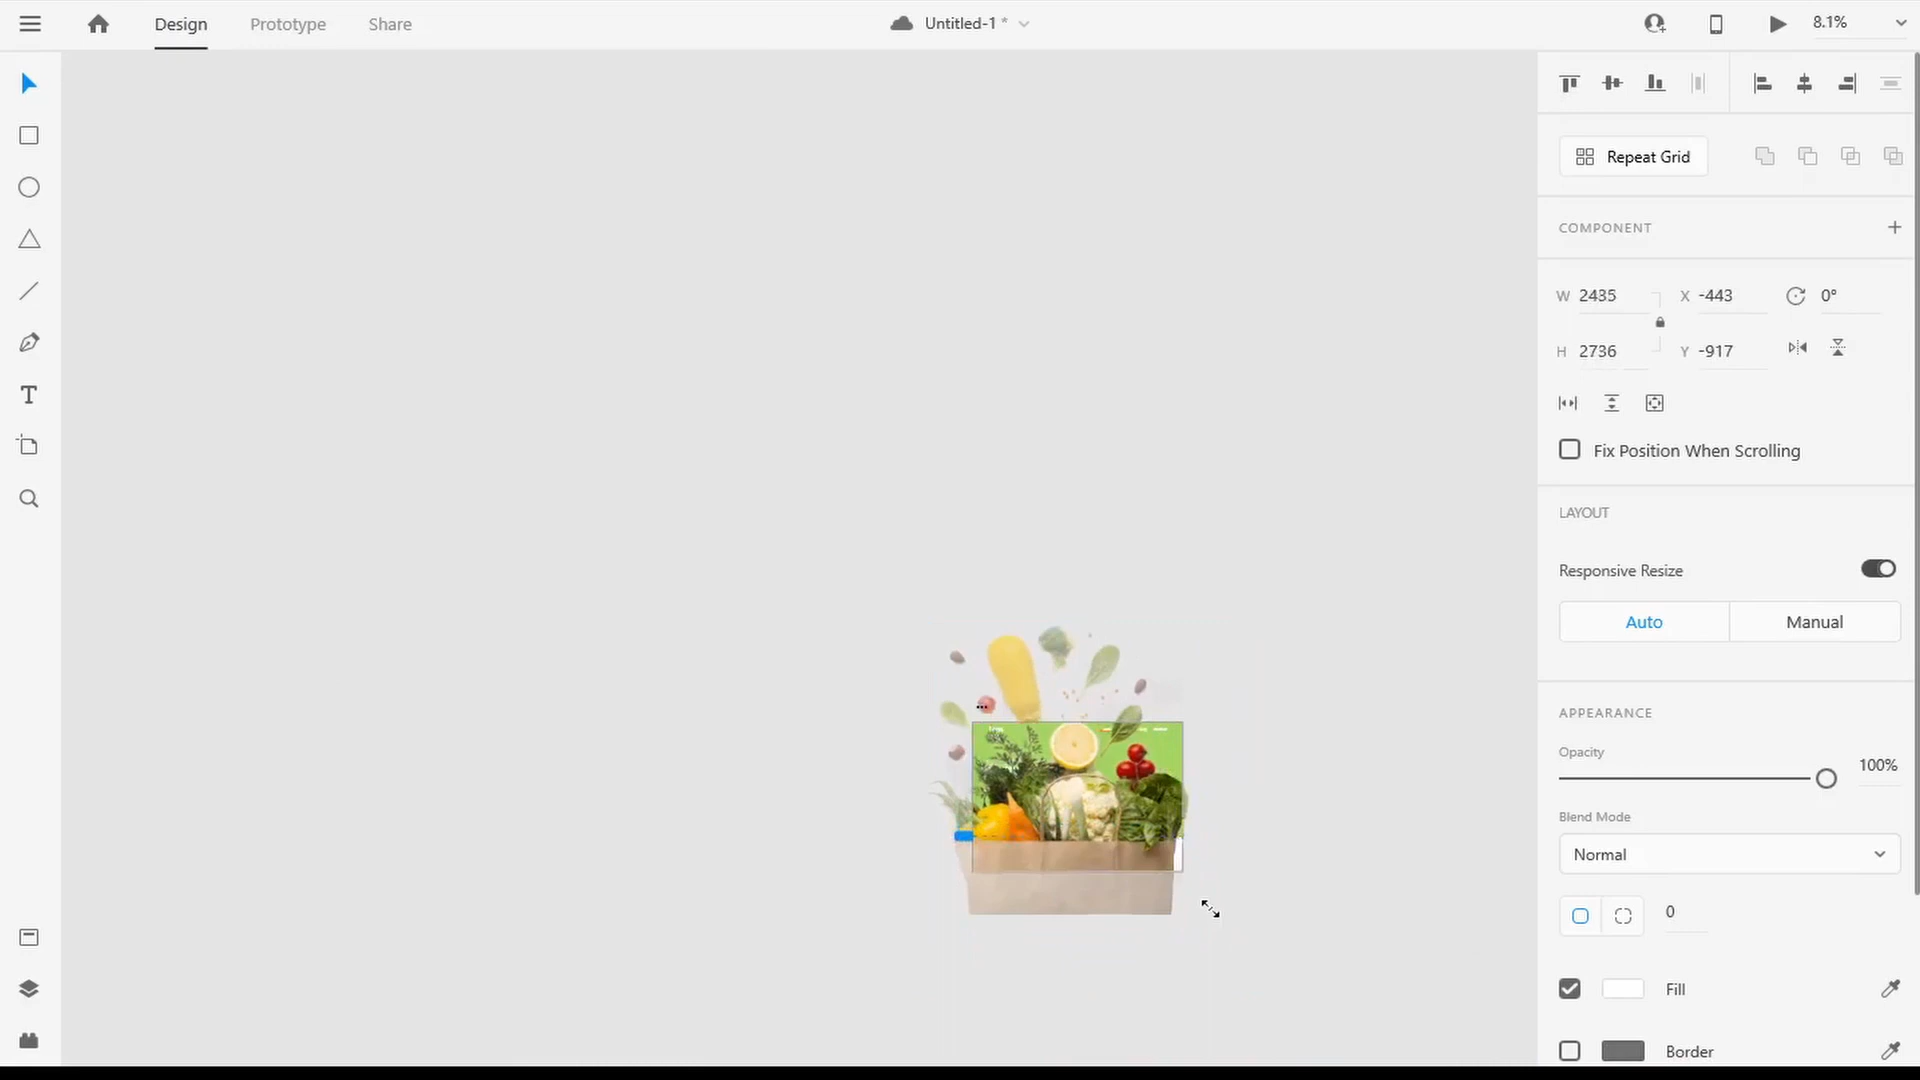 Design
Prototype
Share
Untitled-1 *
8.1%
Repeat Grid
COMPONENT
W 2435
X -443
0°
H 2736
Y -917
Fix Position When Scrolling
LAYOUT
Responsive Resize
Auto
Manual
APPEARANCE
Opacity
100%
Blend Mode
Normal
0
Fill
Border
T